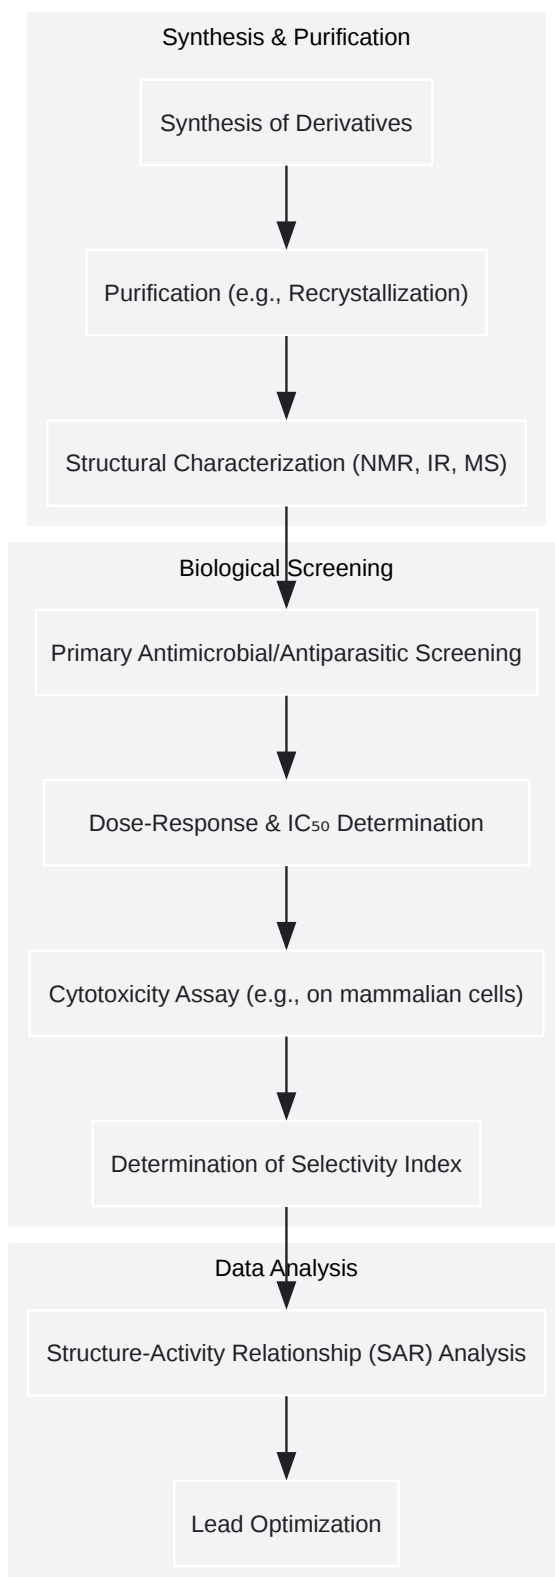 Synthesis & Purification
Synthesis of Derivatives
Purification (e.g., Recrystallization)
Structural Characterization (NMR, IR, MS)
Biological Screening
Primary Antimicrobial/Antiparasitic Screening
Dose-Response & IC₅₀ Determination
Cytotoxicity Assay (e.g., on mammalian cells)
Determination of Selectivity Index
Data Analysis
Structure-Activity Relationship (SAR) Analysis
Lead Optimization